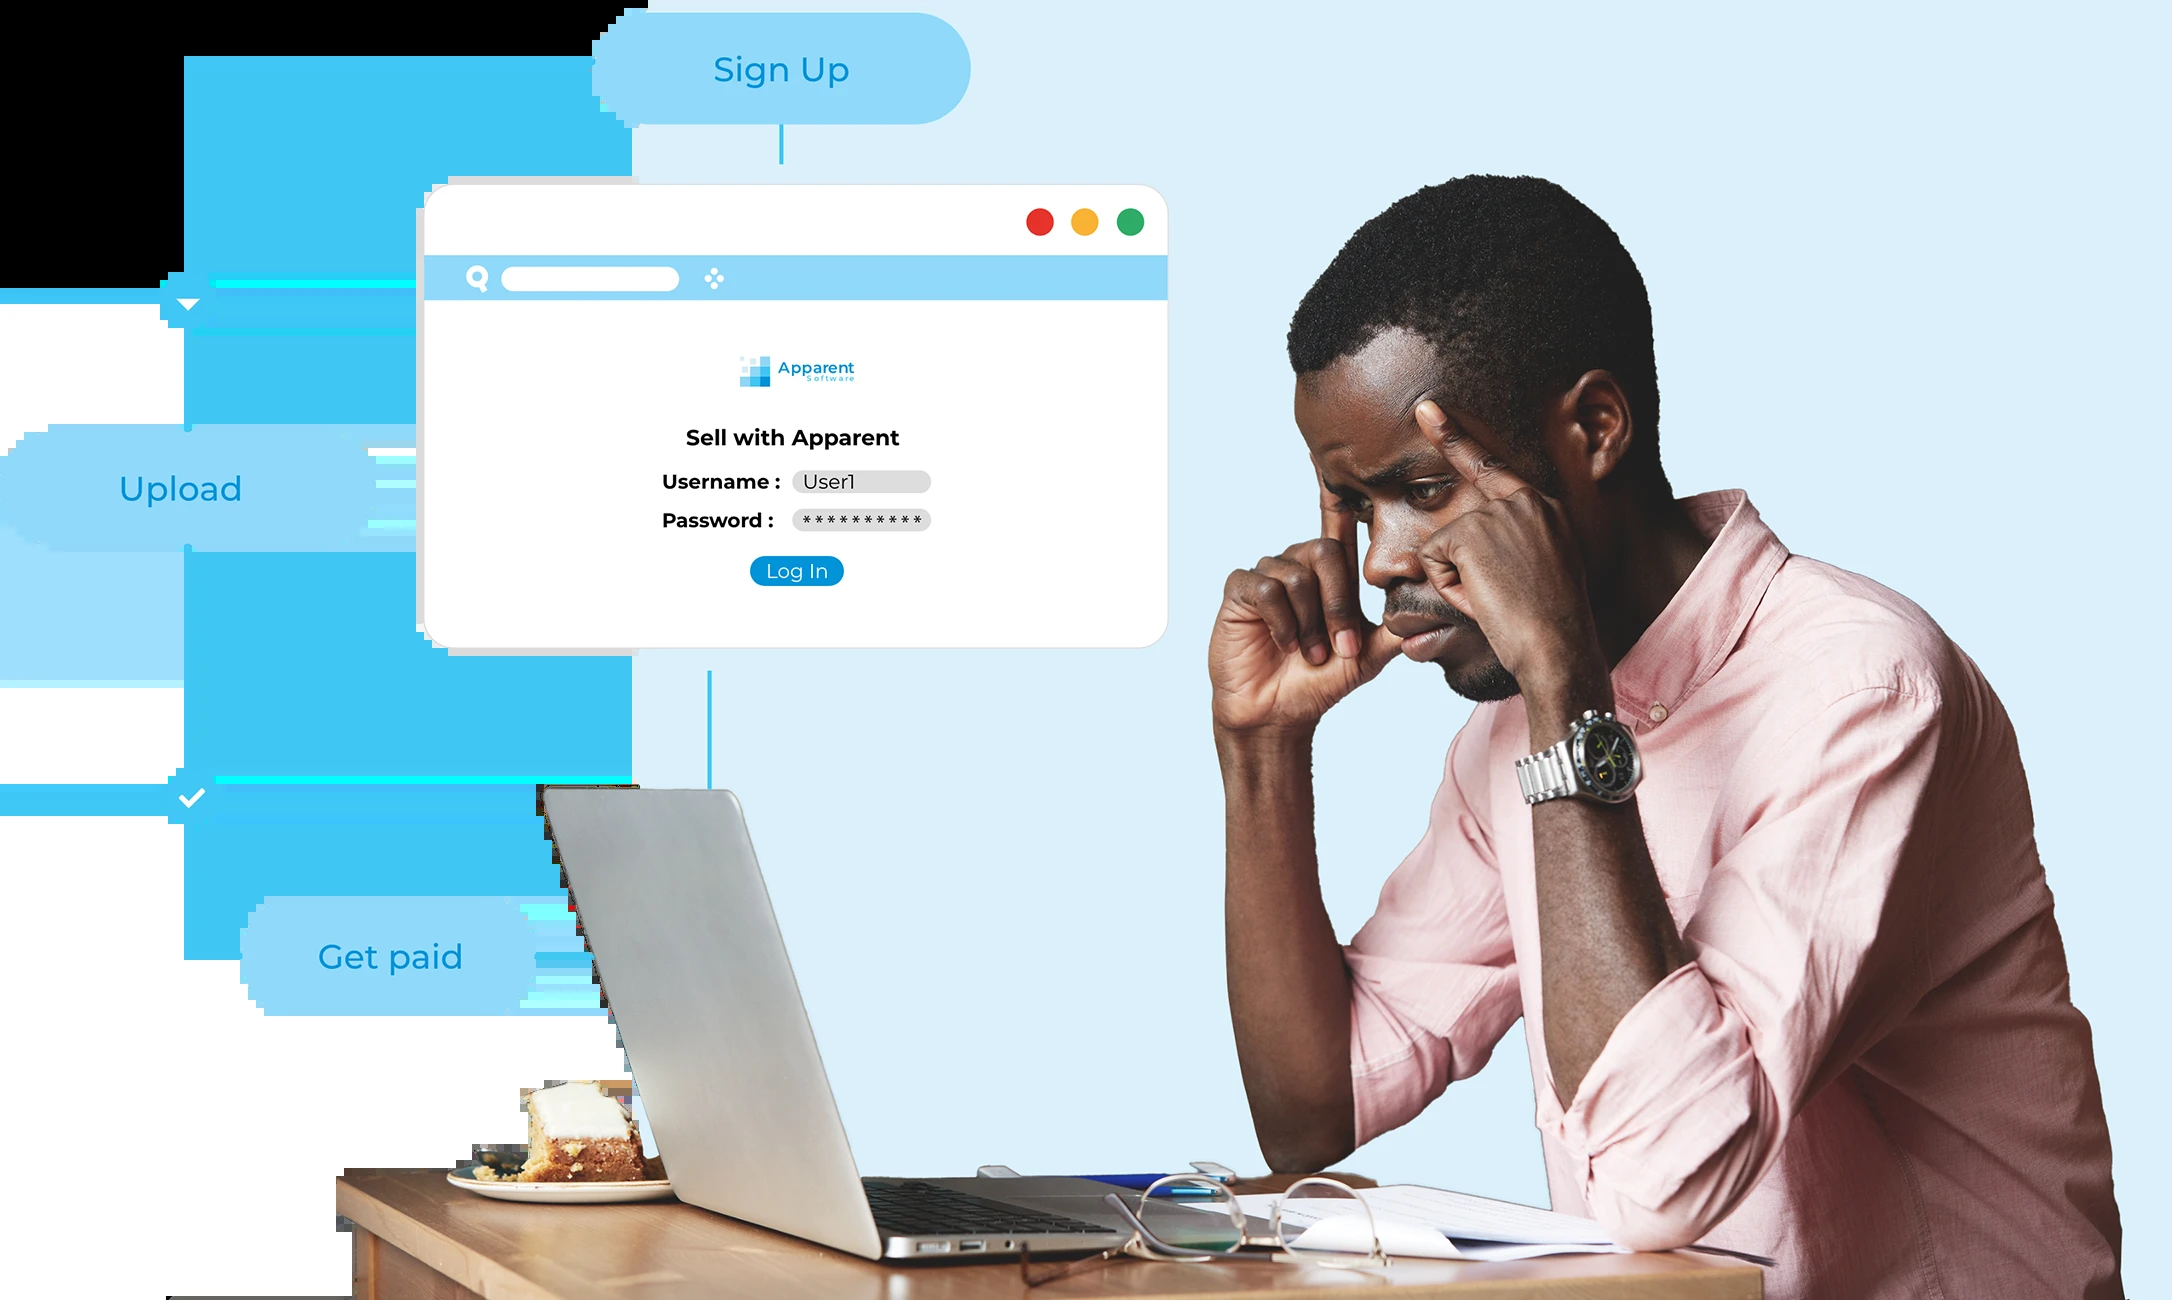 Sign Up
Apparent
Software
Sell with Apparent
Username : User1
Password : **********
Log In
Upload
Get paid